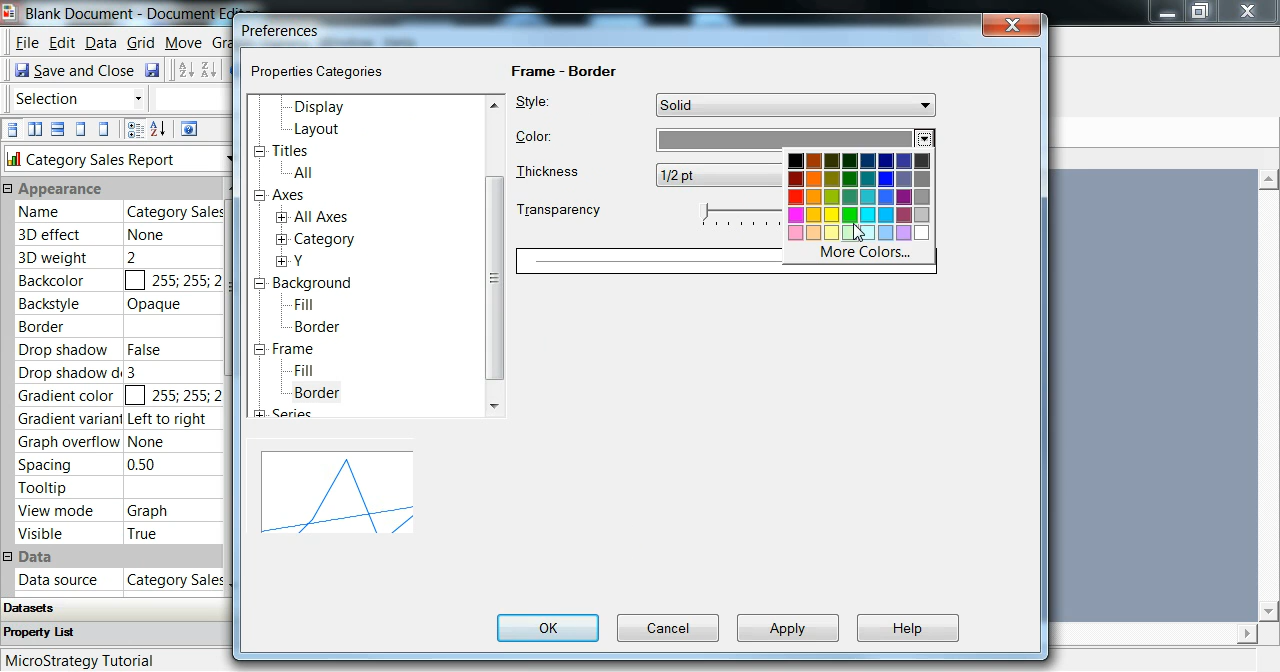 Blank Document - Document Edit
Preferences
File Edit Data Grid Move Gra
Save and Close
Selection
Category Sales Report
Appearance
Name Category Sales
3D effect None
3D weight 2
Backcolor 255; 255; 2
Backstyle Opaque
Border
Drop shadow False
Drop shadow d 3
Gradient color 255; 255; 2
Gradient variant Left to right
Graph overflow None
Spacing 0.50
Tooltip
View mode Graph
Visible True
Data
Data source Category Sales
Datasets
Property List
MicroStrategy Tutorial
Properties Categories
Display
Layout
Titles
All
Axes
All Axes
Category
Y
Background
Fill
Border
Frame
Fill
Border
Series
Frame - Border
Style: Solid
Color:
Thickness 1/2 pt
Transparency
More Colors...
OK Cancel Apply Help